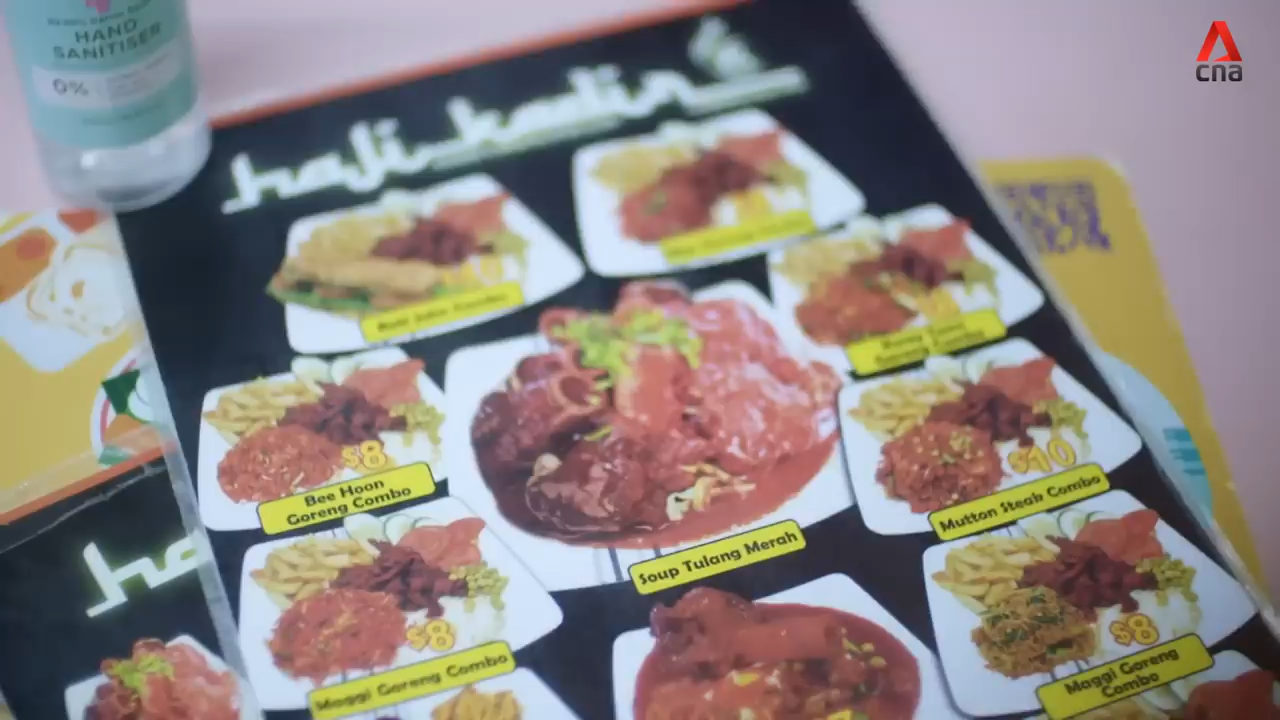 HAND
SANITISER
0%
cna
haji kadir
$8
Bee Hoon
Goreng Combo
$10
Mutton Steak Combo
Soup Tulang Merah
$8
Maggi Goreng Combo
$8
Maggi Goreng
Combo
ha